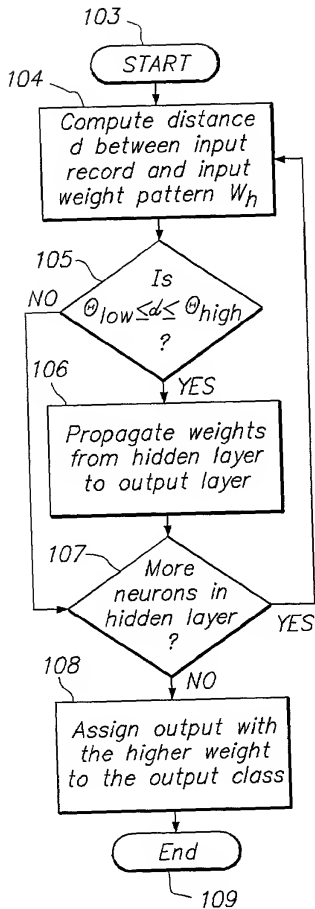 103
START
104
Compute distance
d between input
record and input
weight pattern Wh
105
Is
Θlow ≤d≤ Θhigh
?
NO
YES
106
Propagate weights
from hidden layer
to output layer
107
More
neurons in
hidden layer
?
YES
NO
108
Assign output with
the higher weight
to the output class
End
109